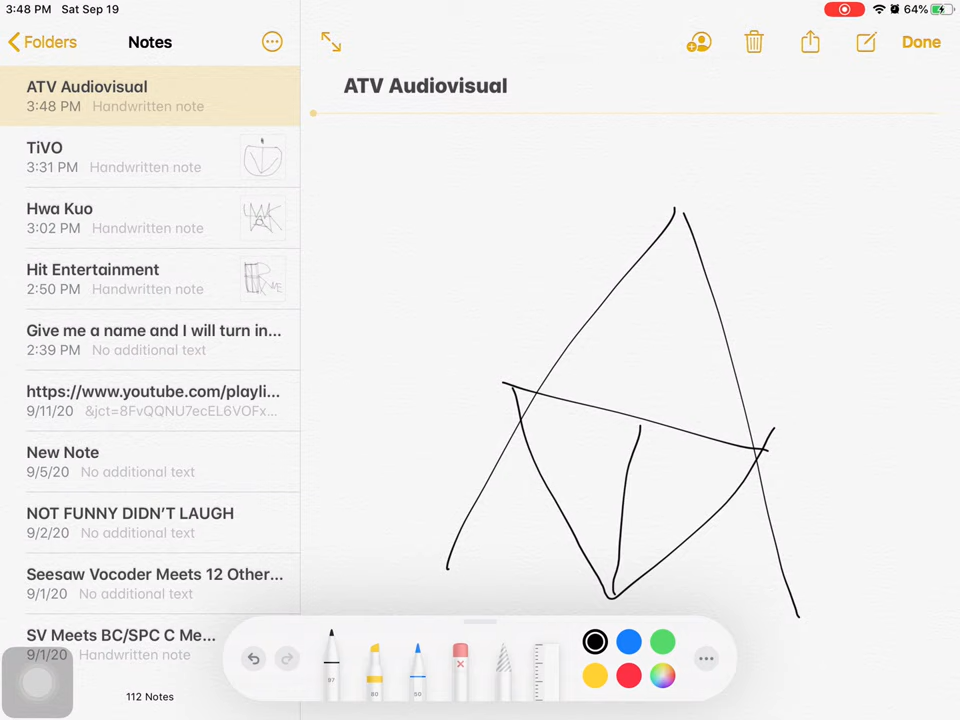 3:48 PM Sat Sep 19
64%
Folders
Notes
Done
ATV Audiovisual
3:48 PM Handwritten note
TiVO
3:31 PM Handwritten note
Hwa Kuo
3:02 PM Handwritten note
Hit Entertainment
2:50 PM Handwritten note
Give me a name and I will turn in...
2:39 PM No additional text
https://www.youtube.com/playli...
9/11/20 &jct=8FvQQNU7ecEL6VOFx...
New Note
9/5/20 No additional text
NOT FUNNY DIDN'T LAUGH
9/2/20 No additional text
Seesaw Vocoder Meets 12 Other...
9/1/20 No additional text
SV Meets BC/SPC C Me...
9/1/20 Handwritten note
112 Notes
ATV Audiovisual
97
80
50